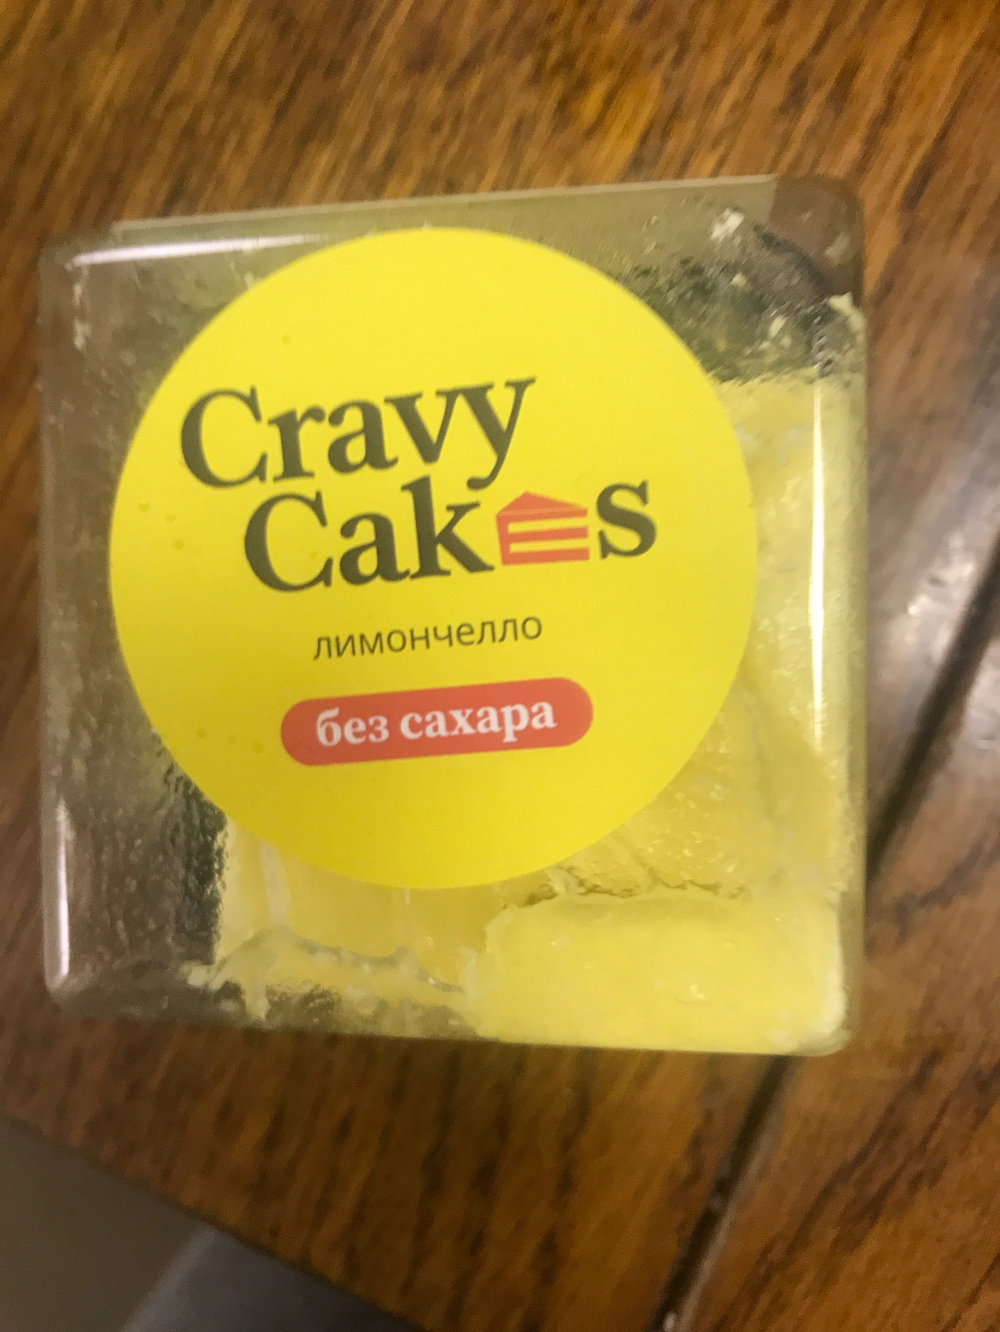 Cravy
Cakes
лимончелло
без сахара